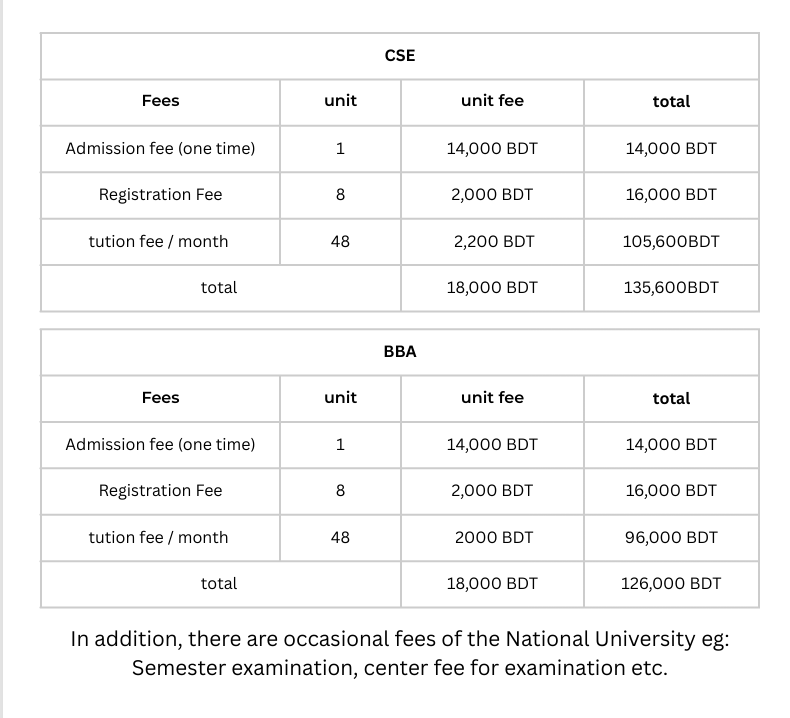 CSE
Fees unit unit fee total
Admission fee (one time) 1 14,000 BDT 14,000 BDT
Registration Fee 8 2,000 BDT 16,000 BDT
tution fee / month 48 2,200 BDT 105,600BDT
total 18,000 BDT 135,600BDT
BBA
Fees unit unit fee total
Admission fee (one time) 1 14,000 BDT 14,000 BDT
Registration Fee 8 2,000 BDT 16,000 BDT
tution fee / month 48 2000 BDT 96,000 BDT
total 18,000 BDT 126,000 BDT
In addition, there are occasional fees of the National University eg:
Semester examination, center fee for examination etc.